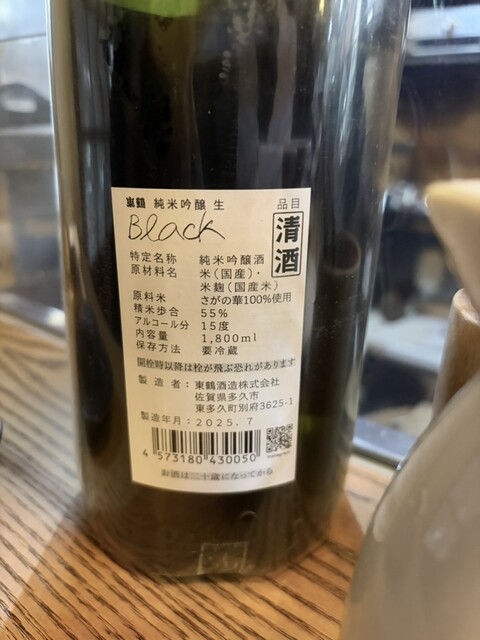 東鶴 純米吟醸 生
Black
品目
清酒
特定名称 純米吟醸酒
原材料名 米(国産)・
米麹(国産米)
原料米 さがの華100%使用
精米歩合 55%
アルコール分 15度
内容量 1,800ml
保存方法 要冷蔵
開栓時以降は栓が飛ぶ恐れがあります
製造者:東鶴酒造株式会社
佐賀県多久市
東多久町別府3625-1
製造年月:2025.7
4 573180 430050
Instagram
お酒は二十歳になってから